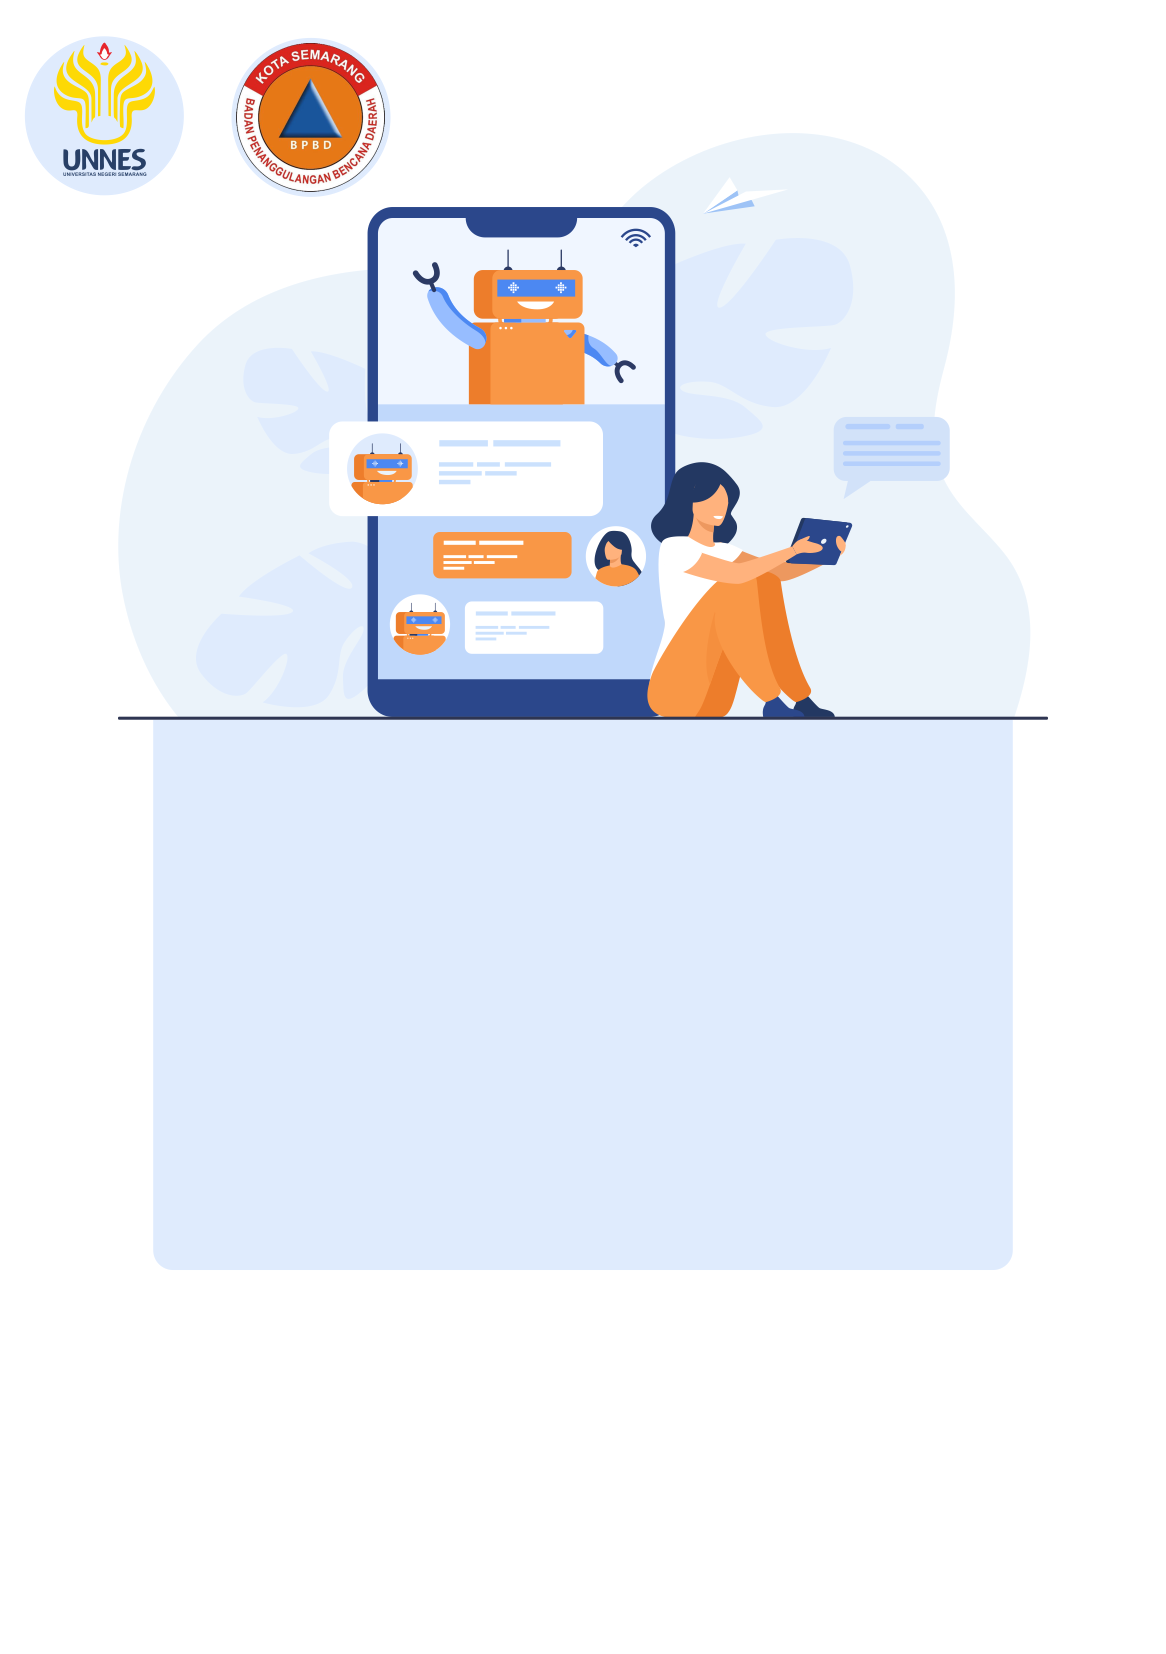 UNNES
UNIVERSITAS NEGERI SEMARANG
KOTA SEMARANG
BPBD
BADAN PENANGGULANGAN BENCANA DAERAH